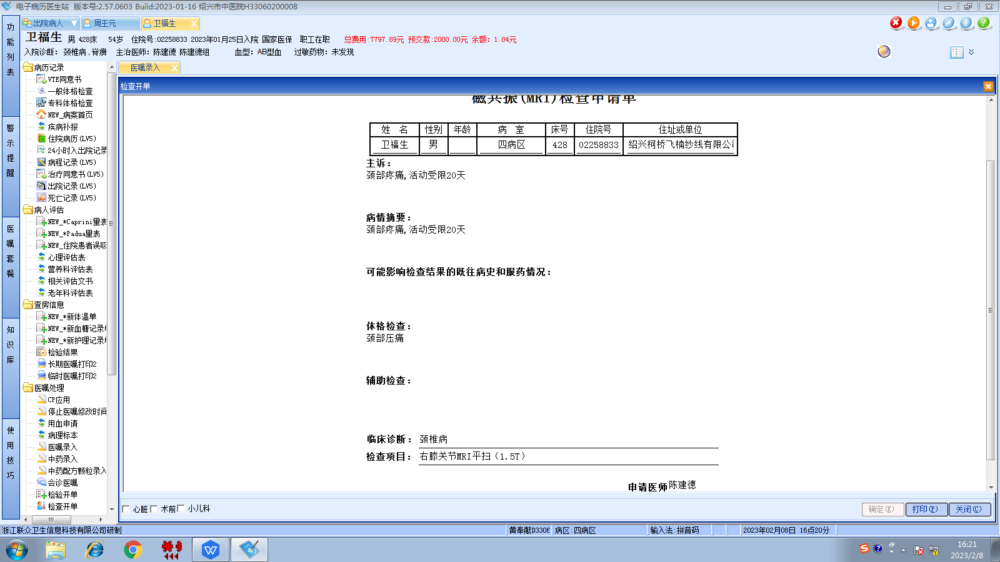 电子病历医生站 版本号:2.57.0603 Build:2023-01-16 绍兴市中医院H33060200008
功能列表
警示提醒
医嘱套餐
知识库
使用技巧
出院病人
周王元
卫福生
卫福生 男 428床 54岁 住院号:02258833 2023年01月25日入院 国家医保 职工在职 总费用:7797.89元 预交款:2000.00元 余额: 1.04元
入院诊断: 颈椎病,脊痹 主治医师: 陈建德 陈建德组 血型: AB型血 过敏药物: 未发现
病历记录
VTE同意书
一般体格检查
专科体格检查
NEW_病案首页
疾病补报
住院病历(LV5)
24小时入出院记录
病程记录(LV5)
治疗同意书(LV5)
出院记录(LV5)
死亡记录(LV5)
病人评估
NEW_*Caprini量表
NEW_*Padua量表
NEW_住院患者误吸
心理评估表
营养科评估表
相关评估文书
老年科评估表
查房信息
NEW_*新体温单
NEW_*新血糖记录单
NEW_*新护理记录单
检验结果
长期医嘱打印2
临时医嘱打印2
医嘱处理
CP应用
停止医嘱修改时间
用血申请
病理标本
医嘱录入
中药录入
中药配方颗粒录入
会诊医嘱
检验开单
检查开单
医嘱录入
检查开单
磁共振(MRI)检查申请单
姓 名 性别 年龄 病 室 床号 住院号 住址或单位
卫福生 男 四病区 428 02258833 绍兴柯桥飞楠纱线有限公司
主诉:
颈部疼痛,活动受限20天
病情摘要:
颈部疼痛,活动受限20天
可能影响检查结果的既往病史和服药情况:
体格检查:
颈部压痛
辅助检查:
临床诊断: 颈椎病
检查项目: 右膝关节MRI平扫（1.5T）
申请医师 陈建德
心脏 术前 小儿科
确定(E) 打印(P) 关闭(C)
浙江联众卫生信息科技有限公司研制 黄奉献D3306 病区:四病区 输入法:拼音码 2023年02月08日 16点20分
16:21
2023/2/8